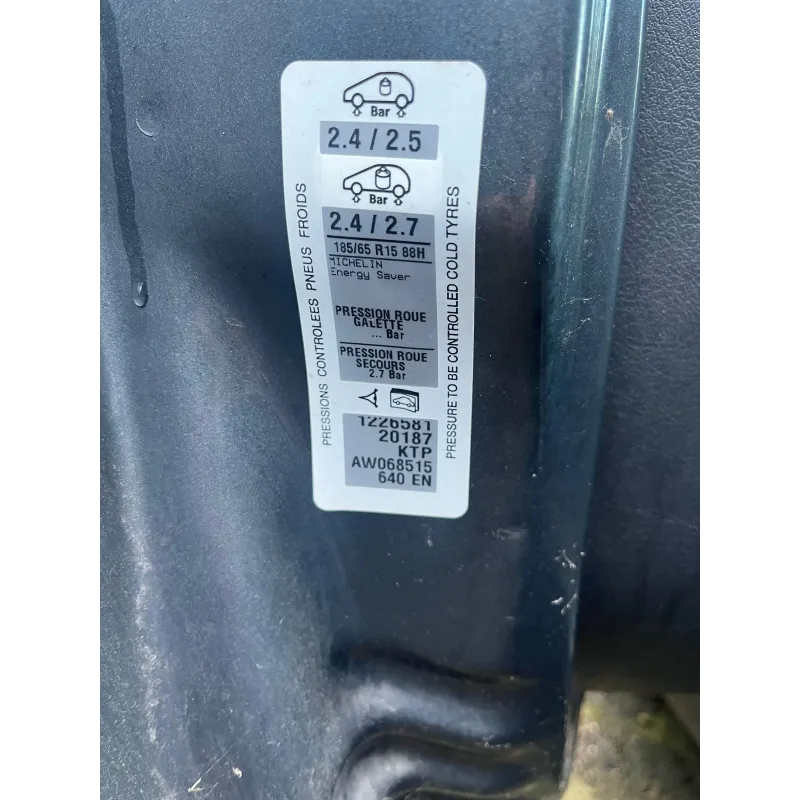 Bar
2.4 / 2.5
Bar
2.4 / 2.7
185/65 R15 88H
MICHELIN
Energy Saver
PRESSION ROUE
GALETTE
... Bar
PRESSION ROUE
SECOURS
2.7 Bar
1226581
20187
KTP
AW068515
640 EN
PRESSIONS CONTROLEES PNEUS FROIDS
PRESSURE TO BE CONTROLLED COLD TYRES